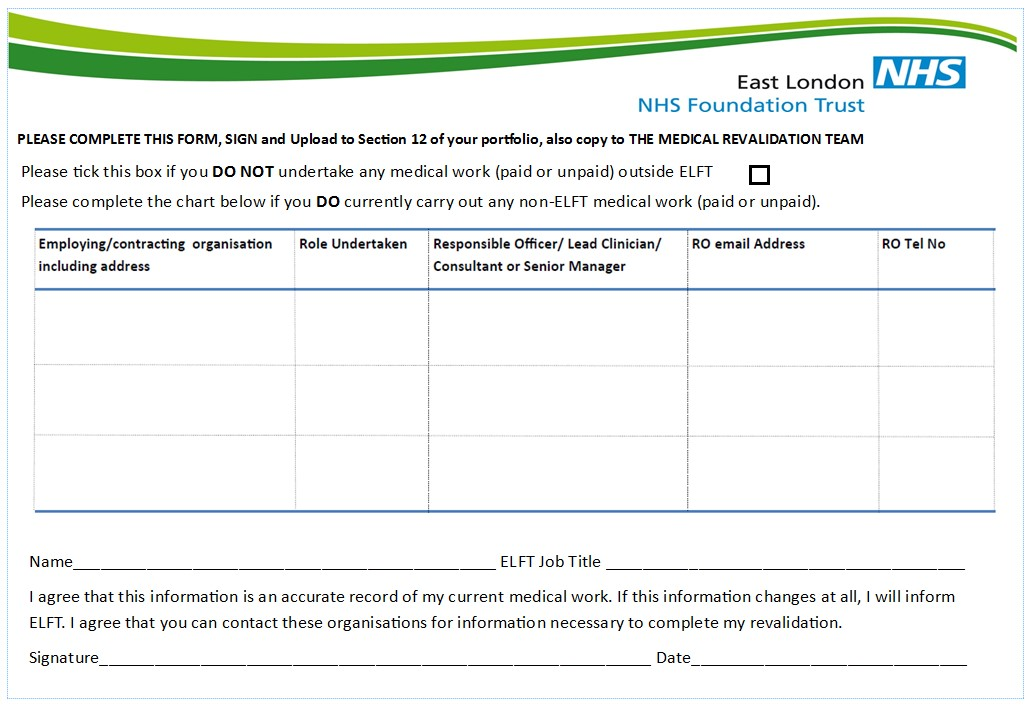 East London NHS
NHS Foundation Trust
PLEASE COMPLETE THIS FORM, SIGN and Upload to Section 12 of your portfolio, also copy to THE MEDICAL REVALIDATION TEAM
Please tick this box if you DO NOT undertake any medical work (paid or unpaid) outside ELFT
Please complete the chart below if you DO currently carry out any non-ELFT medical work (paid or unpaid).
Employing/contracting organisation including address
Role Undertaken
Responsible Officer/ Lead Clinician/ Consultant or Senior Manager
RO email Address
RO Tel No
Name______________________________________________ ELFT Job Title _______________________________________
I agree that this information is an accurate record of my current medical work. If this information changes at all, I will inform
ELFT. I agree that you can contact these organisations for information necessary to complete my revalidation.
Signature____________________________________________________________ Date______________________________